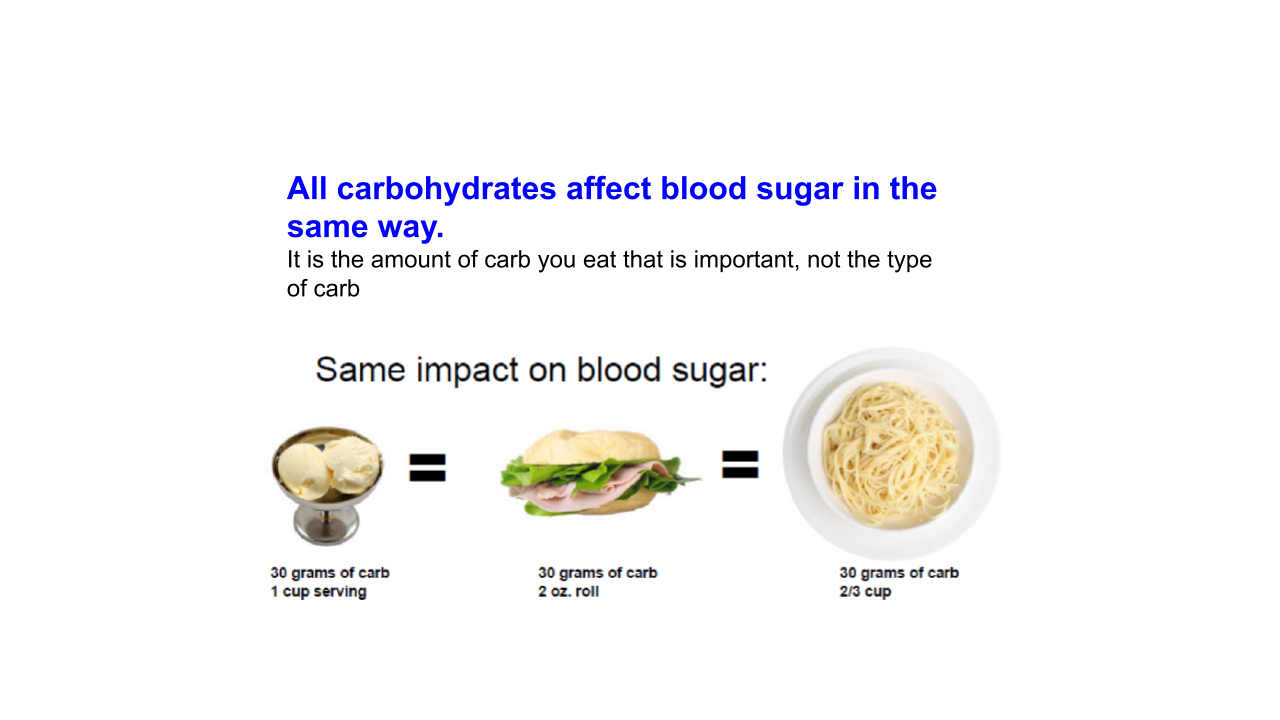 All carbohydrates affect blood sugar in the
same way.
It is the amount of carb you eat that is important, not the type
of carb
Same impact on blood sugar:
=
=
30 grams of carb
1 cup serving
30 grams of carb
2 oz. roll
30 grams of carb
2/3 cup